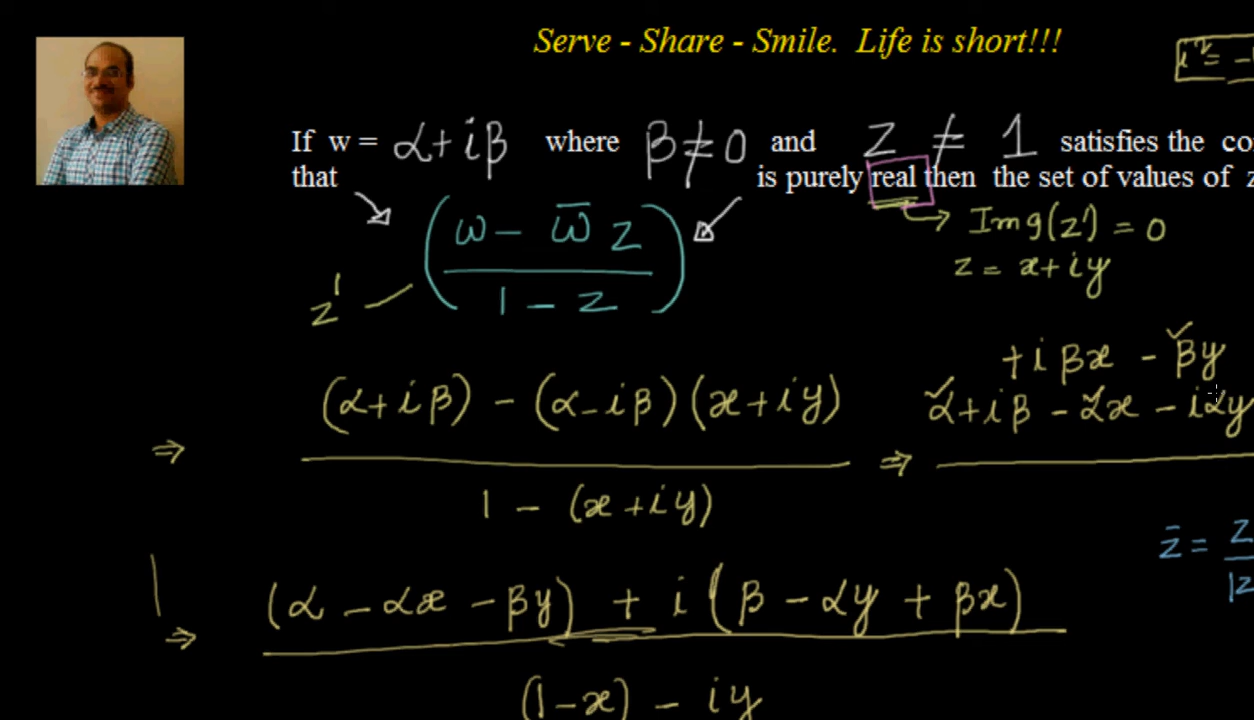 Serve - Share - Smile. Life is short!!!
i² = -
If w = α+iβ where β≠0 and z ≠ 1 satisfies the co
that (ω - ω̅ z / 1 - z) is purely real then the set of values of z
Img(z') = 0
z = x+iy
z'
+ i βx - βy
(α+iβ) - (α-iβ)(x+iy) / 1 - (x+iy)
⇒
⇒ α+iβ - αx - iαy
z̄ = z / |z
⇒ (α - αx - βy) + i(β - αy + βx) / (1-x) - iy